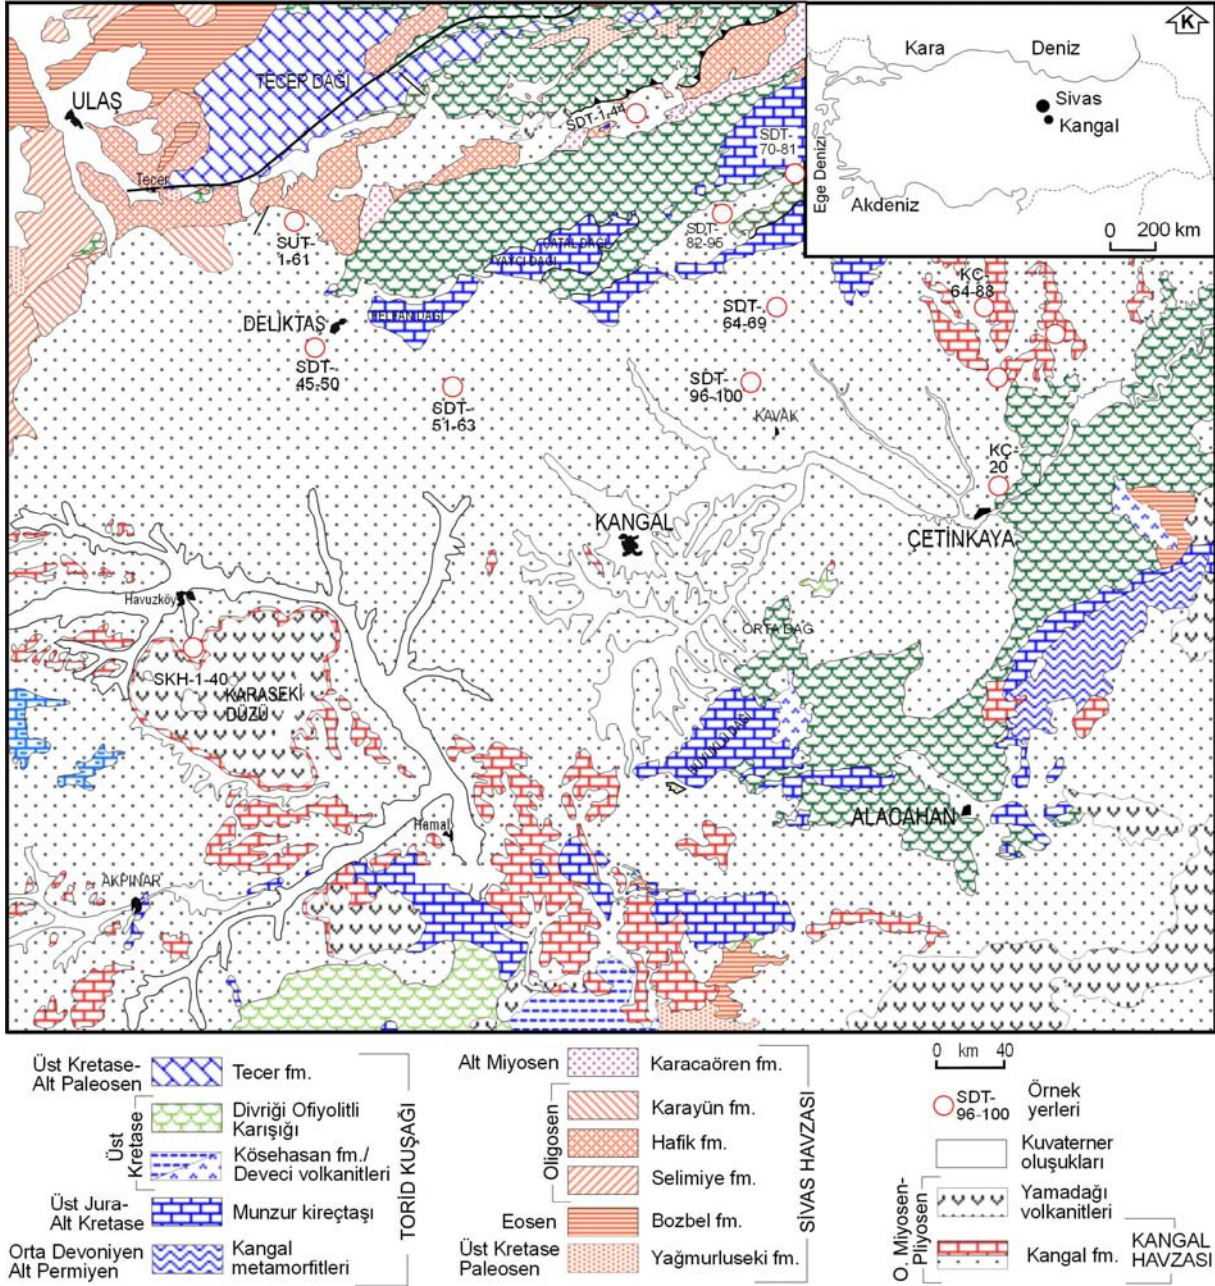 K
Kara Deniz
Sivas
Kangal
Ege Denizi
Akdeniz
0 200 km
TECER DAĞI
ULAŞ
SDT-1-44
SDT-
70-81
Tecer
SUT-
1-61
SDT-
82-95
ÇATAL DAĞI
YAYCI DAĞI
KÇ-
64-88
DELİKTAŞ
SDT-
64-69
SDT-
45-50
SDT-
51-63
SDT-
96-100
KAVAK
KÇ-
20
KANGAL
ÇETİNKAYA
Havuzköy
ORTA DAĞ
SKH-1-40
KARASEKİ
DÜZÜ
Hamal
ALACAHAN
AKPINAR
Üst Kretase-
Alt Paleosen
Tecer fm.
Üst
Kretase
Divriği Ofiyolitli
Karışığı
Kösehasan fm./
Deveci volkanitleri
Üst Jura-
Alt Kretase
Munzur kireçtaşı
Orta Devoniyen
Alt Permiyen
Kangal
metamorfitleri
TORİD KUŞAĞI
Alt Miyosen
Karacaören fm.
Oligosen
Karayün fm.
Hafik fm.
Selimiye fm.
Eosen
Bozbel fm.
Üst Kretase
Paleosen
Yağmurluseki fm.
SİVAS HAVZASI
0 km 40
SDT-
96-100
Örnek
yerleri
Kuvaterner
oluşukları
O. Miyosen-
Pliyosen
Yamadağı
volkanitleri
Kangal fm.
KANGAL
HAVZASI